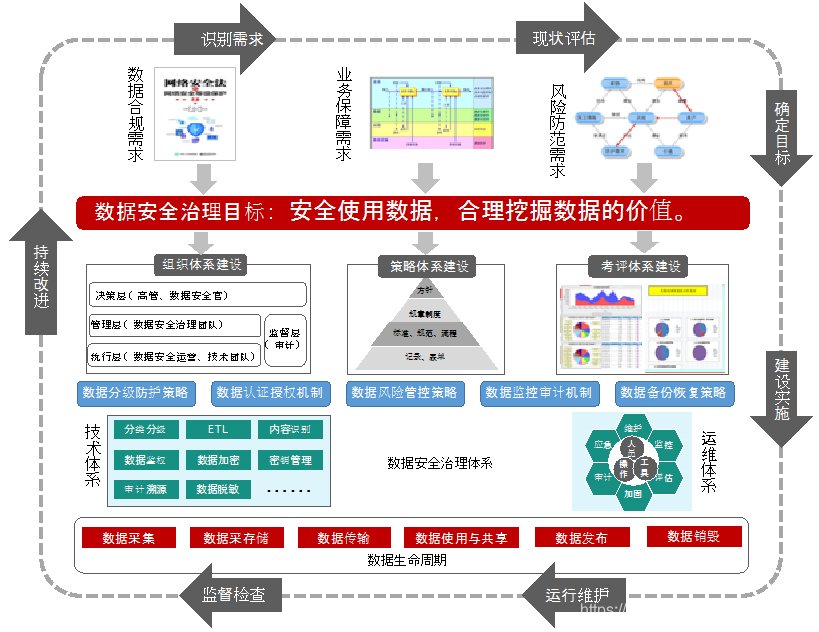 识别需求
现状评估
数据合规需求
网络安全法
业务保障需求
风险防范需求
确定目标
数据安全治理目标：安全使用数据，合理挖掘数据的价值。
持续改进
组织体系建设
策略体系建设
考评体系建设
决策层（高管、数据安全官）
管理层（数据安全治理团队）
执行层（数据安全运营、技术团队）
监督层
（审计）
方针
规章制度
标准、规范、流程
记录、表单
建设实施
数据分级防护策略
数据认证授权机制
数据风险管控策略
数据监控审计机制
数据备份恢复策略
技术体系
分类分级
ETL
内容识别
数据鉴权
数据加密
密钥管理
审计溯源
数据脱敏
......
数据安全治理体系
维护
应急
监控
审计
评估
加固
人员
操作
工具
运维体系
数据采集
数据采存储
数据传输
数据使用与共享
数据发布
数据销毁
数据生命周期
监督检查
运行维护
https://